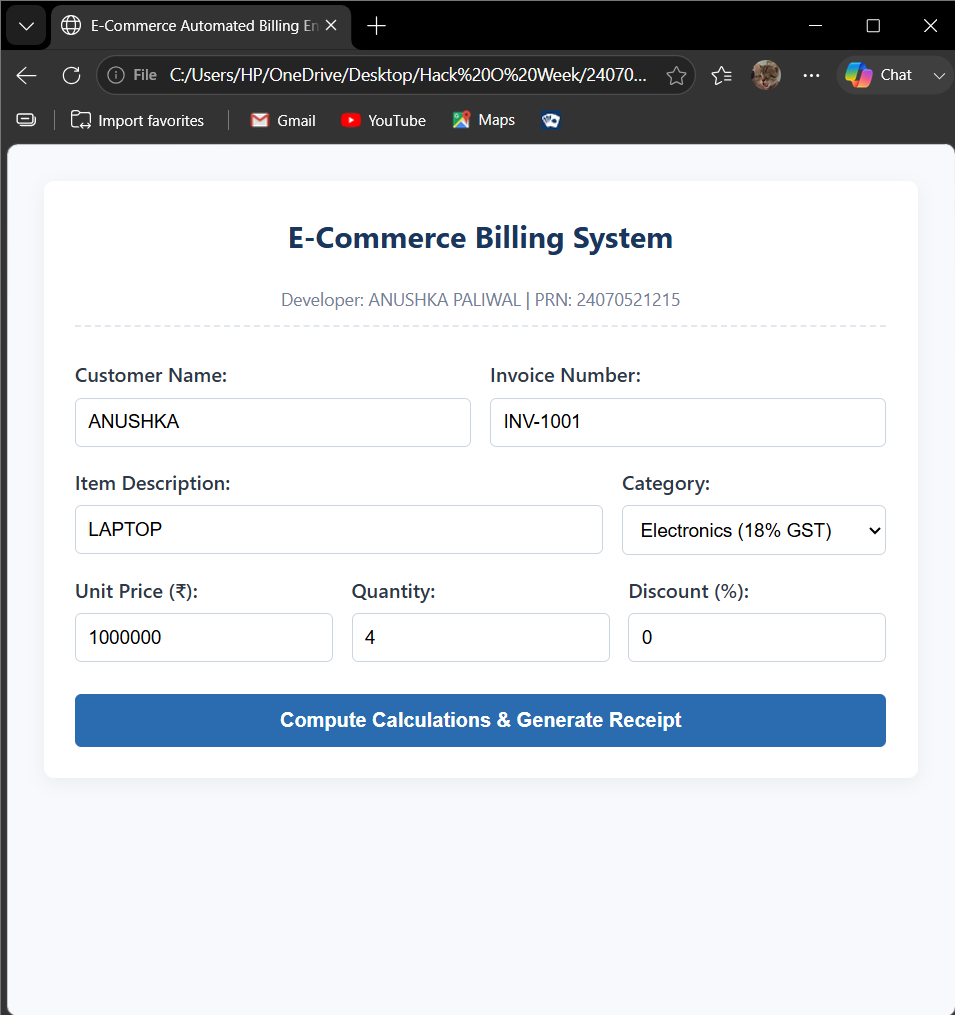 E-Commerce Automated Billing En
File C:/Users/HP/OneDrive/Desktop/Hack%20O%20Week/24070...
Chat
Import favorites
Gmail
YouTube
Maps
E-Commerce Billing System
Developer: ANUSHKA PALIWAL | PRN: 24070521215
Customer Name: Invoice Number:
ANUSHKA INV-1001
Item Description: Category:
LAPTOP Electronics (18% GST)
Unit Price (₹): Quantity: Discount (%):
1000000 4 0
Compute Calculations & Generate Receipt